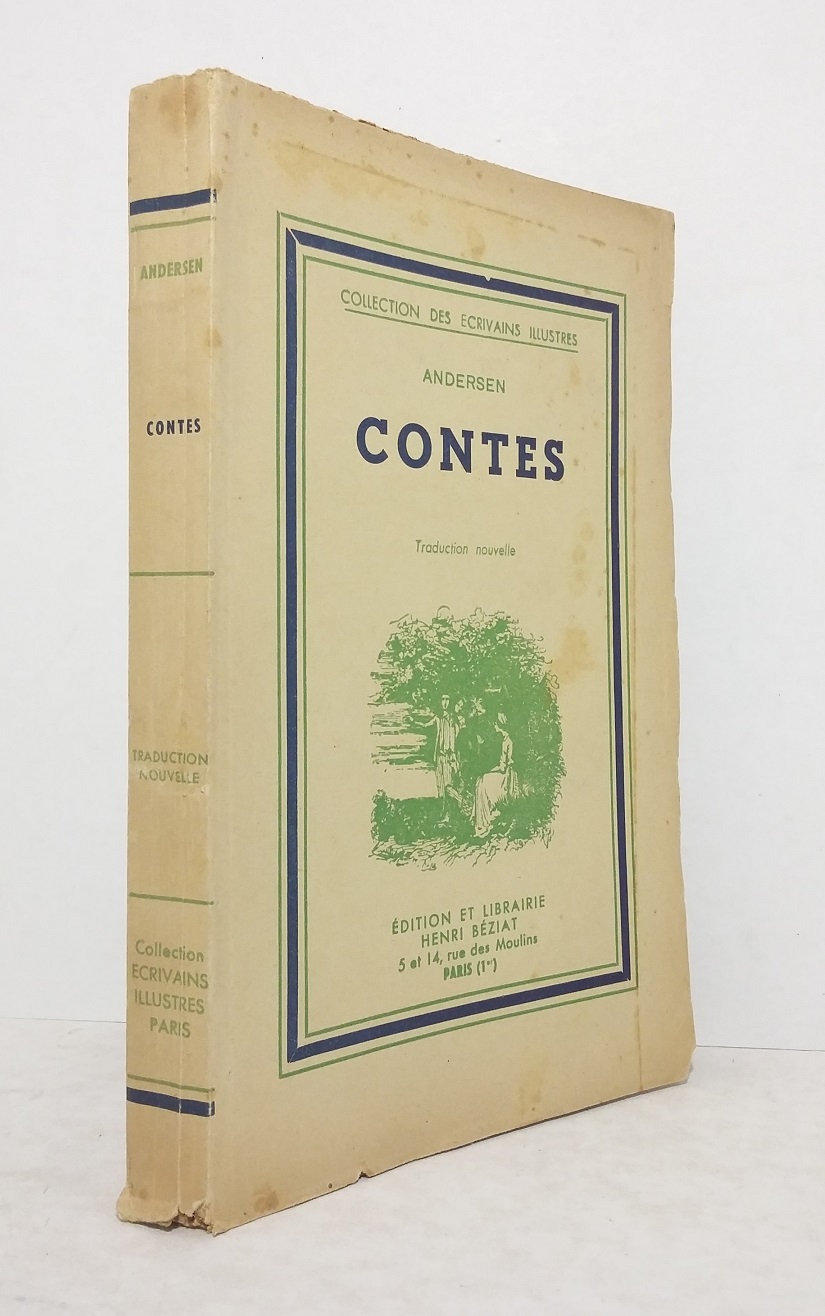 ANDERSEN
CONTES
TRADUCTION
NOUVELLE
Collection
ECRIVAINS
ILLUSTRES
PARIS
COLLECTION DES ECRIVAINS ILLUSTRES
ANDERSEN
CONTES
Traduction nouvelle
ÉDITION ET LIBRAIRIE
HENRI BÉZIAT
5 et 14, rue des Moulins
PARIS (1er)